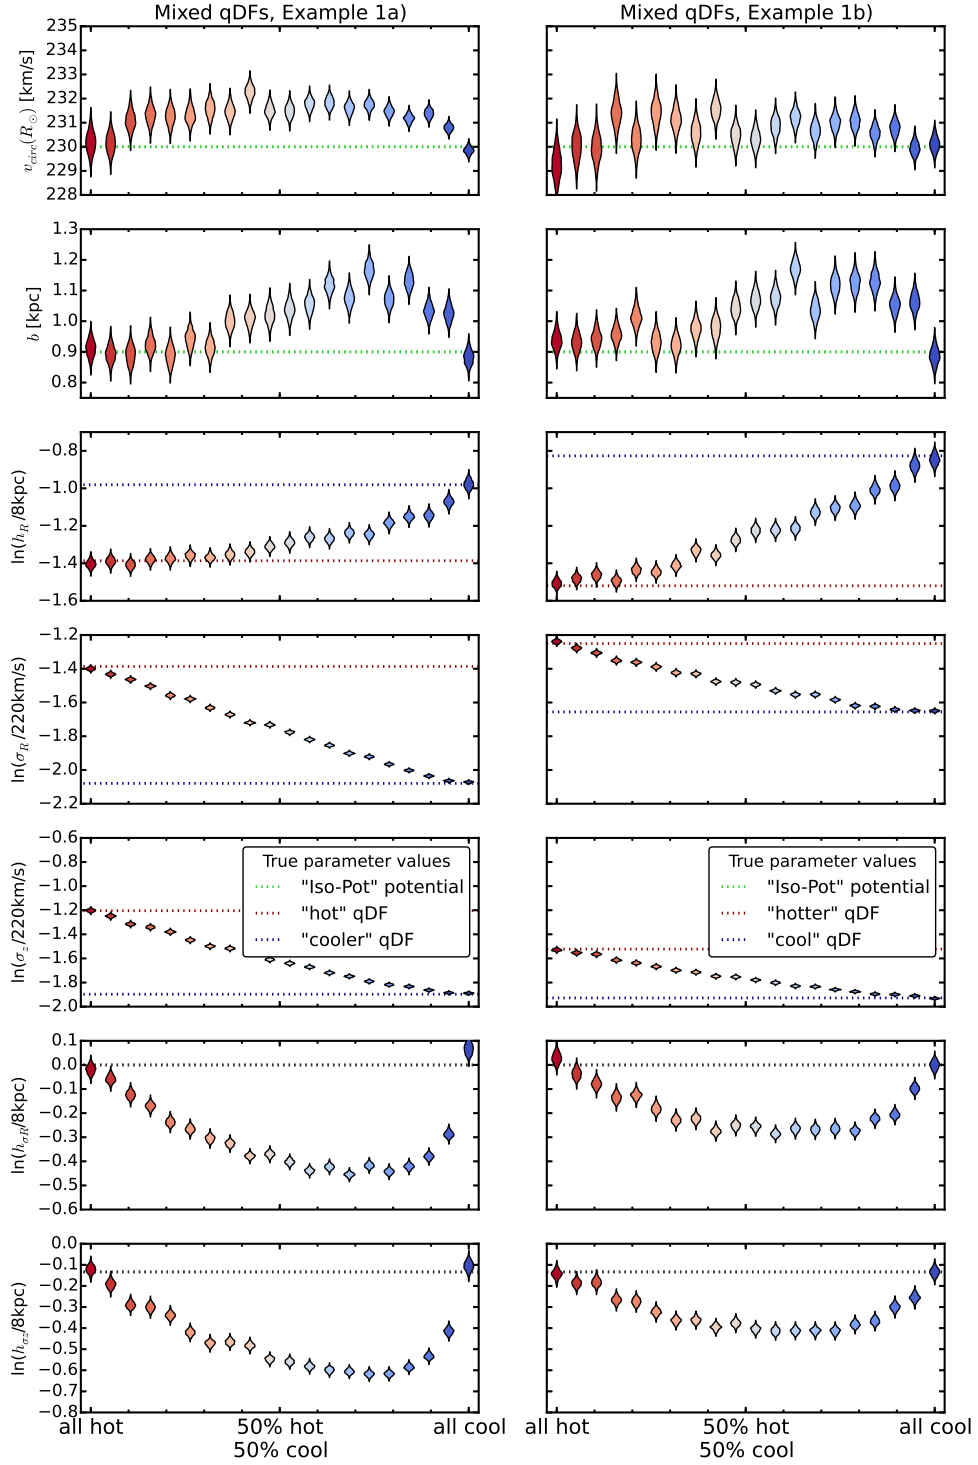 Mixed qDFs, Example 1a)
Mixed qDFs, Example 1b)
235
234
233
232
231
230
229
228
v_circ(R_⊙) [km/s]
1.3
1.2
1.1
1.0
0.9
0.8
b [kpc]
−0.8
−1.0
−1.2
−1.4
−1.6
ln(h_R/8kpc)
−1.2
−1.4
−1.6
−1.8
−2.0
−2.2
ln(σ_R/220km/s)
−0.6
−0.8
−1.0
−1.2
−1.4
−1.6
−1.8
−2.0
ln(σ_z/220km/s)
True parameter values
"Iso-Pot" potential
"hot" qDF
"cooler" qDF
True parameter values
"Iso-Pot" potential
"hotter" qDF
"cool" qDF
0.1
0.0
−0.1
−0.2
−0.3
−0.4
−0.5
−0.6
ln(h_σR/8kpc)
0.0
−0.1
−0.2
−0.3
−0.4
−0.5
−0.6
−0.7
−0.8
ln(h_σz/8kpc)
all hot
50% hot
50% cool
all cool
all hot
50% hot
50% cool
all cool